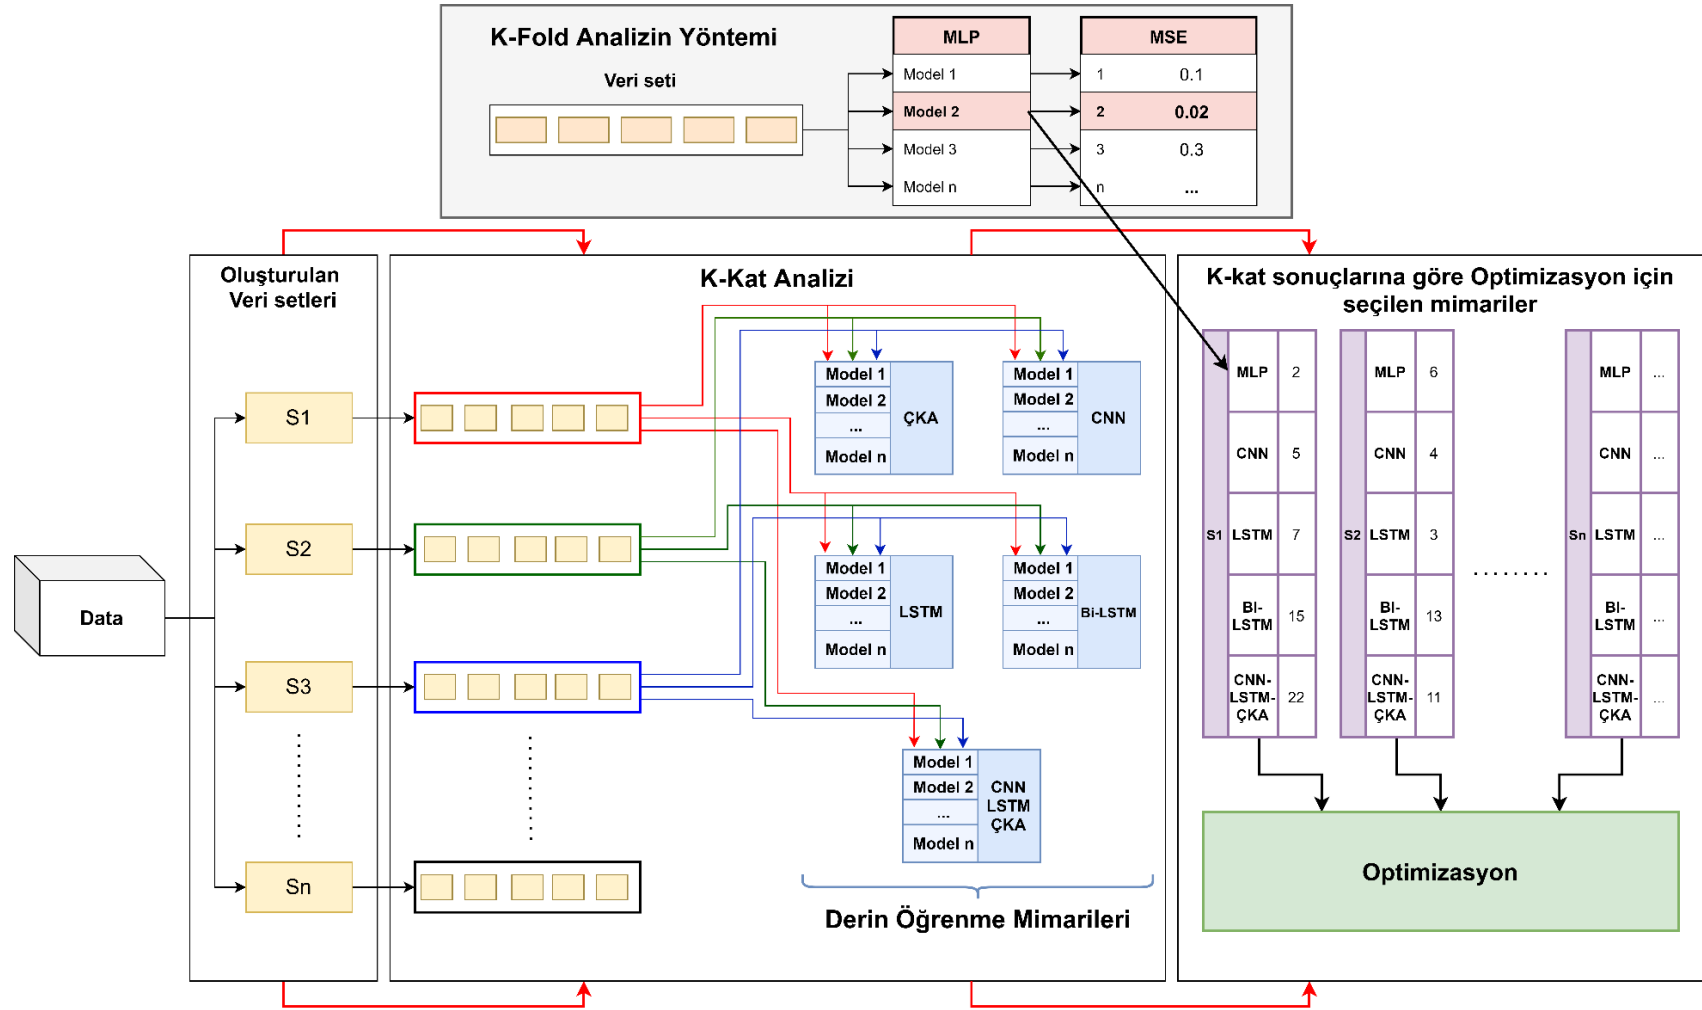 K-Fold Analizin Yöntemi
Veri seti
MLP
Model 1
Model 2
Model 3
Model n
MSE
1 0.1
2 0.02
3 0.3
n ...
Oluşturulan
Veri setleri
Data
S1
S2
S3
Sn
K-Kat Analizi
Model 1
Model 2
...
Model n
ÇKA
Model 1
Model 2
...
Model n
CNN
Model 1
Model 2
...
Model n
LSTM
Model 1
Model 2
...
Model n
Bi-LSTM
Model 1
Model 2
...
Model n
CNN
LSTM
ÇKA
Derin Öğrenme Mimarileri
K-kat sonuçlarına göre Optimizasyon için
seçilen mimariler
S1
MLP 2
CNN 5
LSTM 7
BI-
LSTM 15
CNN-
LSTM-
ÇKA 22
S2
MLP 6
CNN 4
LSTM 3
BI-
LSTM 13
CNN-
LSTM-
ÇKA 11
........
Sn
MLP ...
CNN ...
LSTM ...
BI-
LSTM ...
CNN-
LSTM-
ÇKA ...
Optimizasyon